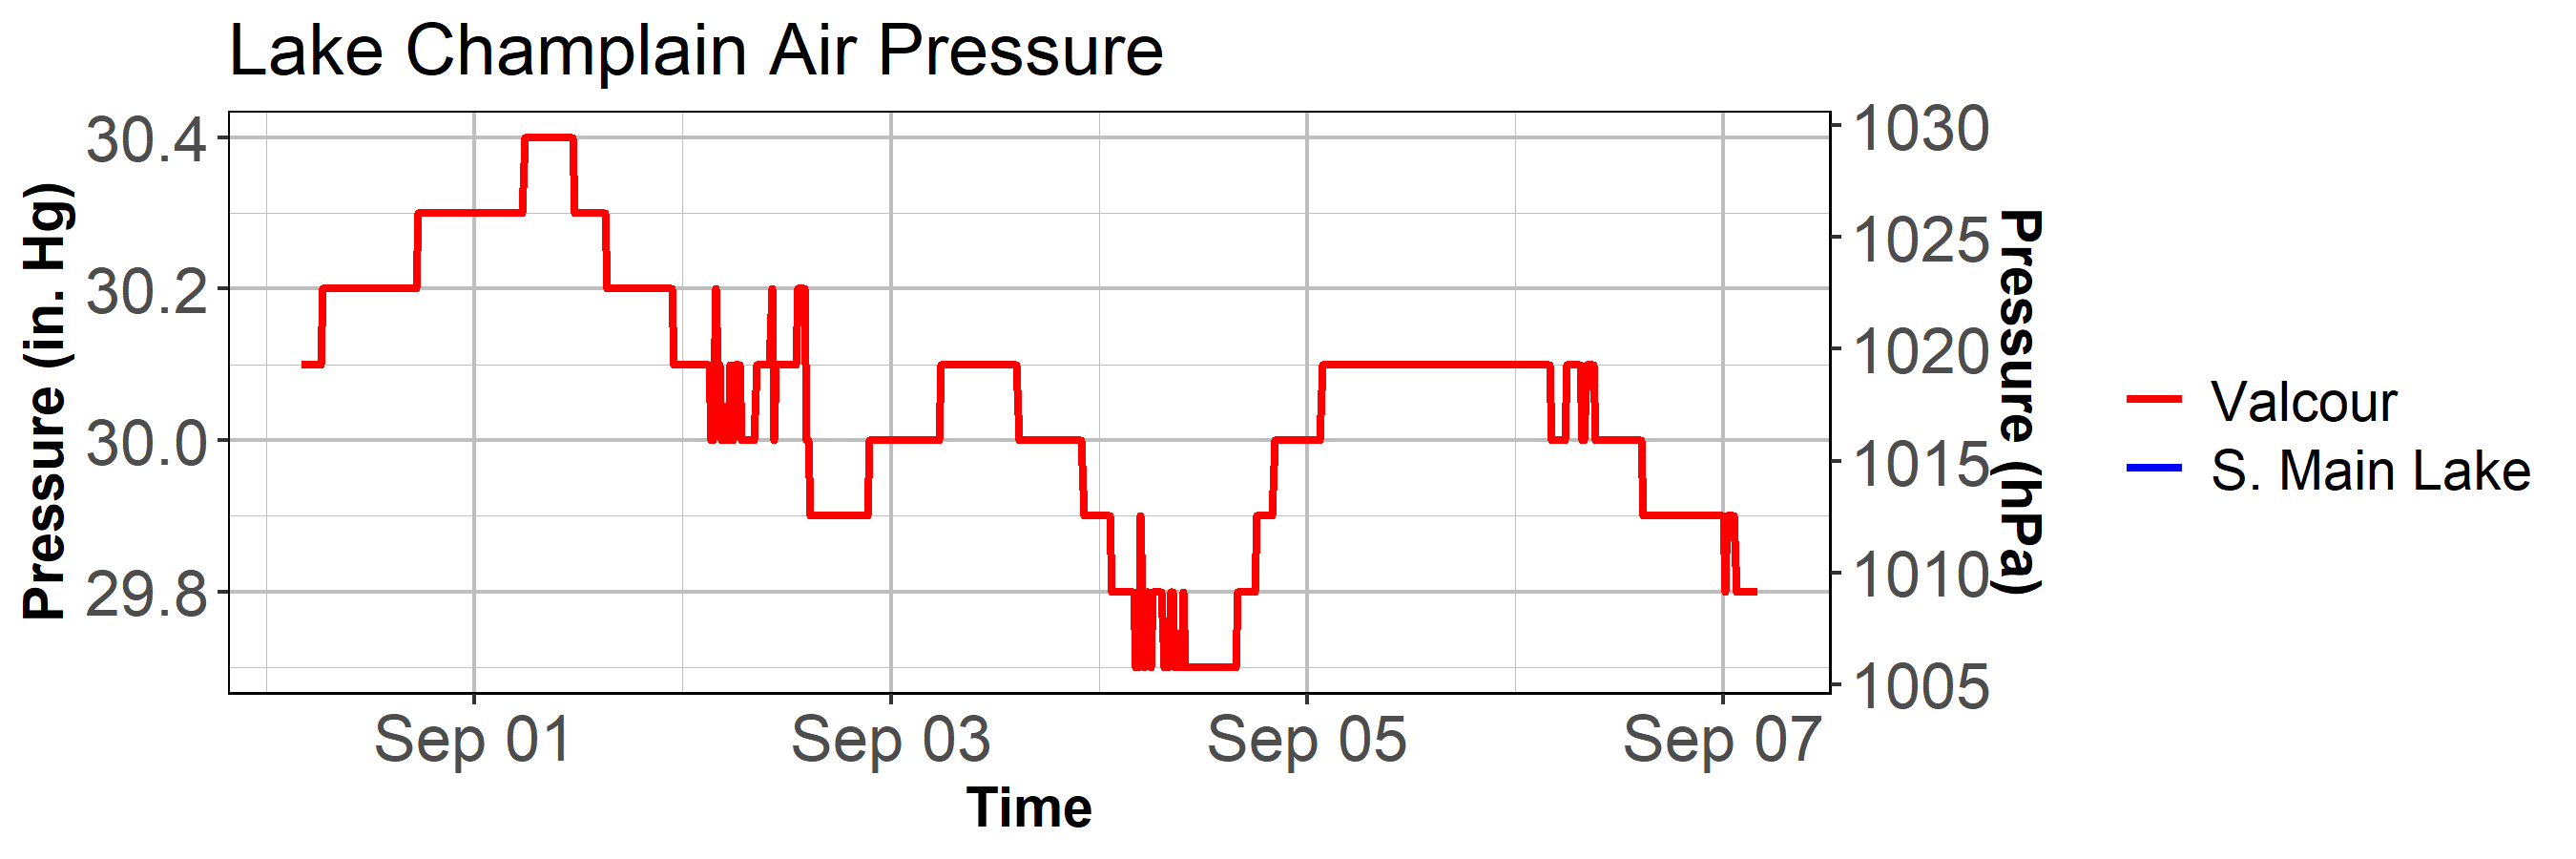 Lake Champlain Air Pressure
Pressure (in. Hg)
30.4
30.2
30.0
29.8
1030
1025
1020
1015
1010
1005
Pressure (hPa)
Sep 01
Sep 03
Sep 05
Sep 07
Time
Valcour
S. Main Lake